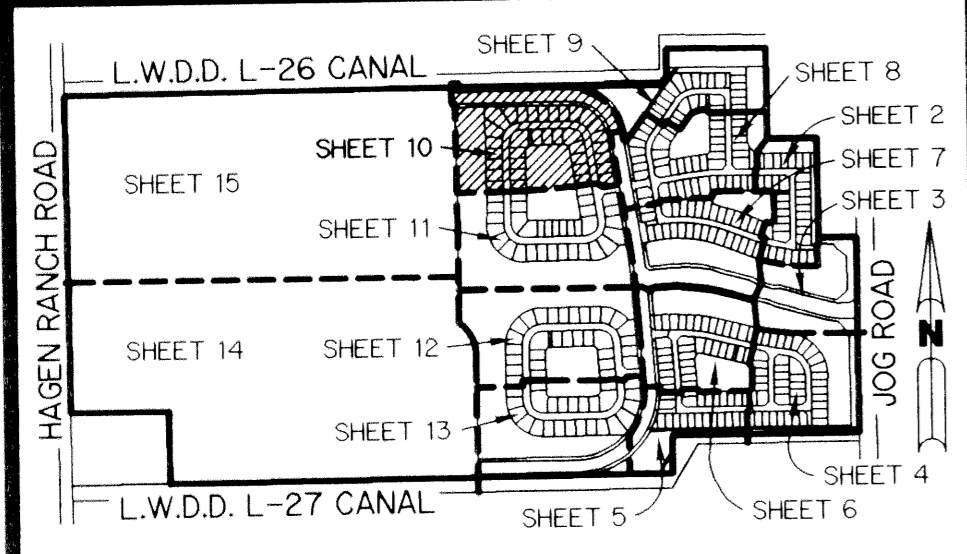 SHEET 9
L.W.D.D. L-26 CANAL
SHEET 8
SHEET 2
SHEET 10
SHEET 7
SHEET 15
SHEET 3
SHEET 11
HAGEN RANCH ROAD
JOG ROAD
N
SHEET 14
SHEET 12
SHEET 13
SHEET 4
L.W.D.D. L-27 CANAL
SHEET 5
SHEET 6